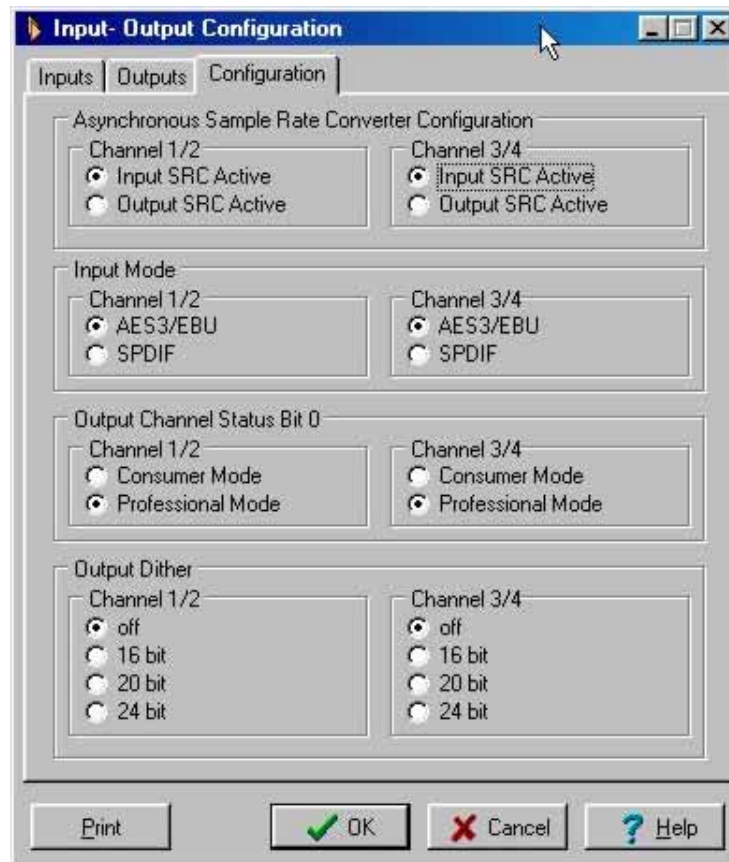 Input- Output Configuration
Inputs Outputs Configuration
Asynchronous Sample Rate Converter Configuration
Channel 1/2
Input SRC Active
Output SRC Active
Channel 3/4
Input SRC Active
Output SRC Active
Input Mode
Channel 1/2
AES3/EBU
SPDIF
Channel 3/4
AES3/EBU
SPDIF
Output Channel Status Bit 0
Channel 1/2
Consumer Mode
Professional Mode
Channel 3/4
Consumer Mode
Professional Mode
Output Dither
Channel 1/2
off
16 bit
20 bit
24 bit
Channel 3/4
off
16 bit
20 bit
24 bit
Print OK Cancel Help